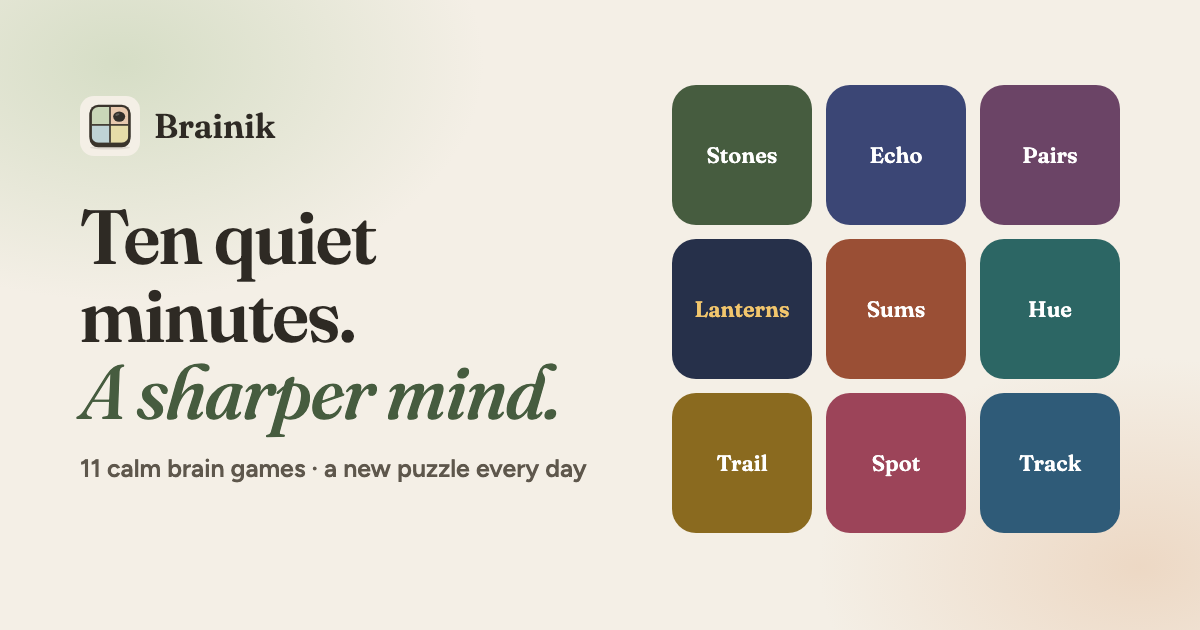 Brainik
Ten quiet
minutes.
A sharper mind.
11 calm brain games · a new puzzle every day
Stones
Echo
Pairs
Lanterns
Sums
Hue
Trail
Spot
Track